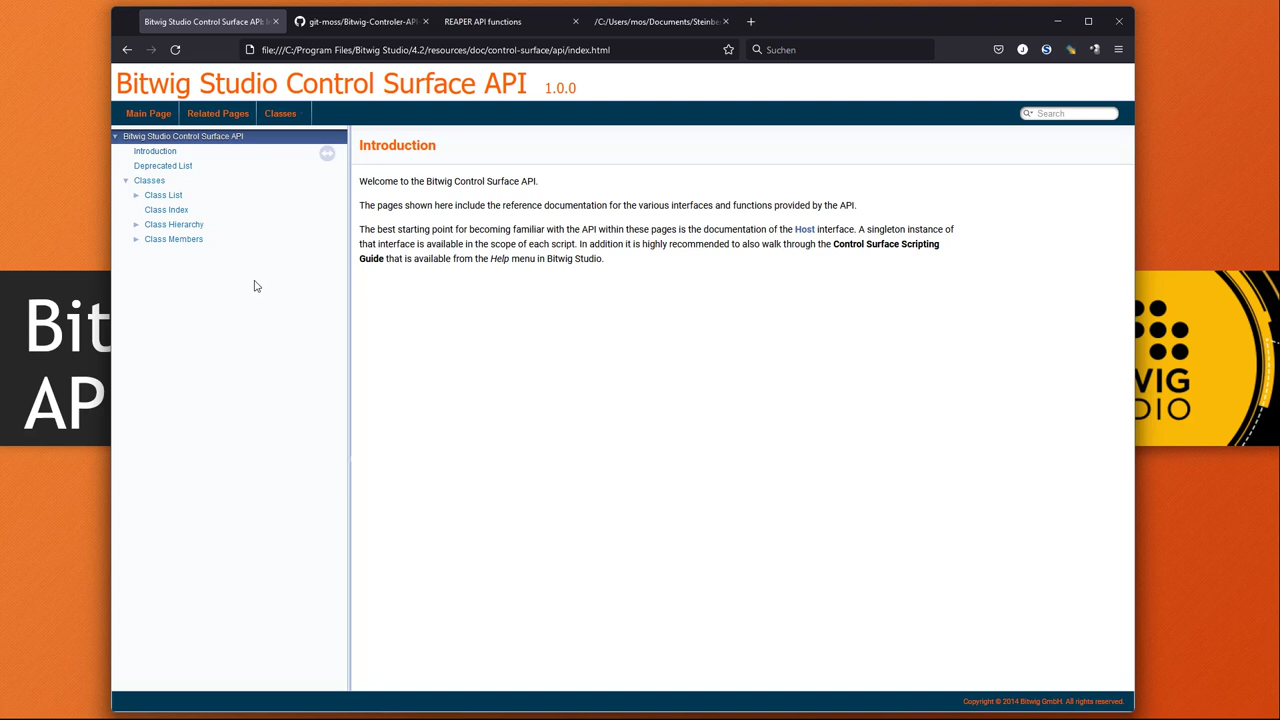 Bitwig Studio Control Surface API: I
git-moss/Bitwig-Controler-API
REAPER API functions
/C:/Users/mos/Documents/Steinbe
file:///C:/Program Files/Bitwig Studio/4.2/resources/doc/control-surface/api/index.html
Suchen
Bitwig Studio Control Surface API 1.0.0
Main Page
Related Pages
Classes
Search
Bitwig Studio Control Surface API
Introduction
Deprecated List
Classes
Class List
Class Index
Class Hierarchy
Class Members
Introduction
Welcome to the Bitwig Control Surface API.
The pages shown here include the reference documentation for the various interfaces and functions provided by the API.
The best starting point for becoming familiar with the API within these pages is the documentation of the Host interface. A singleton instance of
that interface is available in the scope of each script. In addition it is highly recommended to also walk through the Control Surface Scripting
Guide that is available from the Help menu in Bitwig Studio.
Bit
AP
WIG
DIO
Copyright © 2014 Bitwig GmbH. All rights reserved.